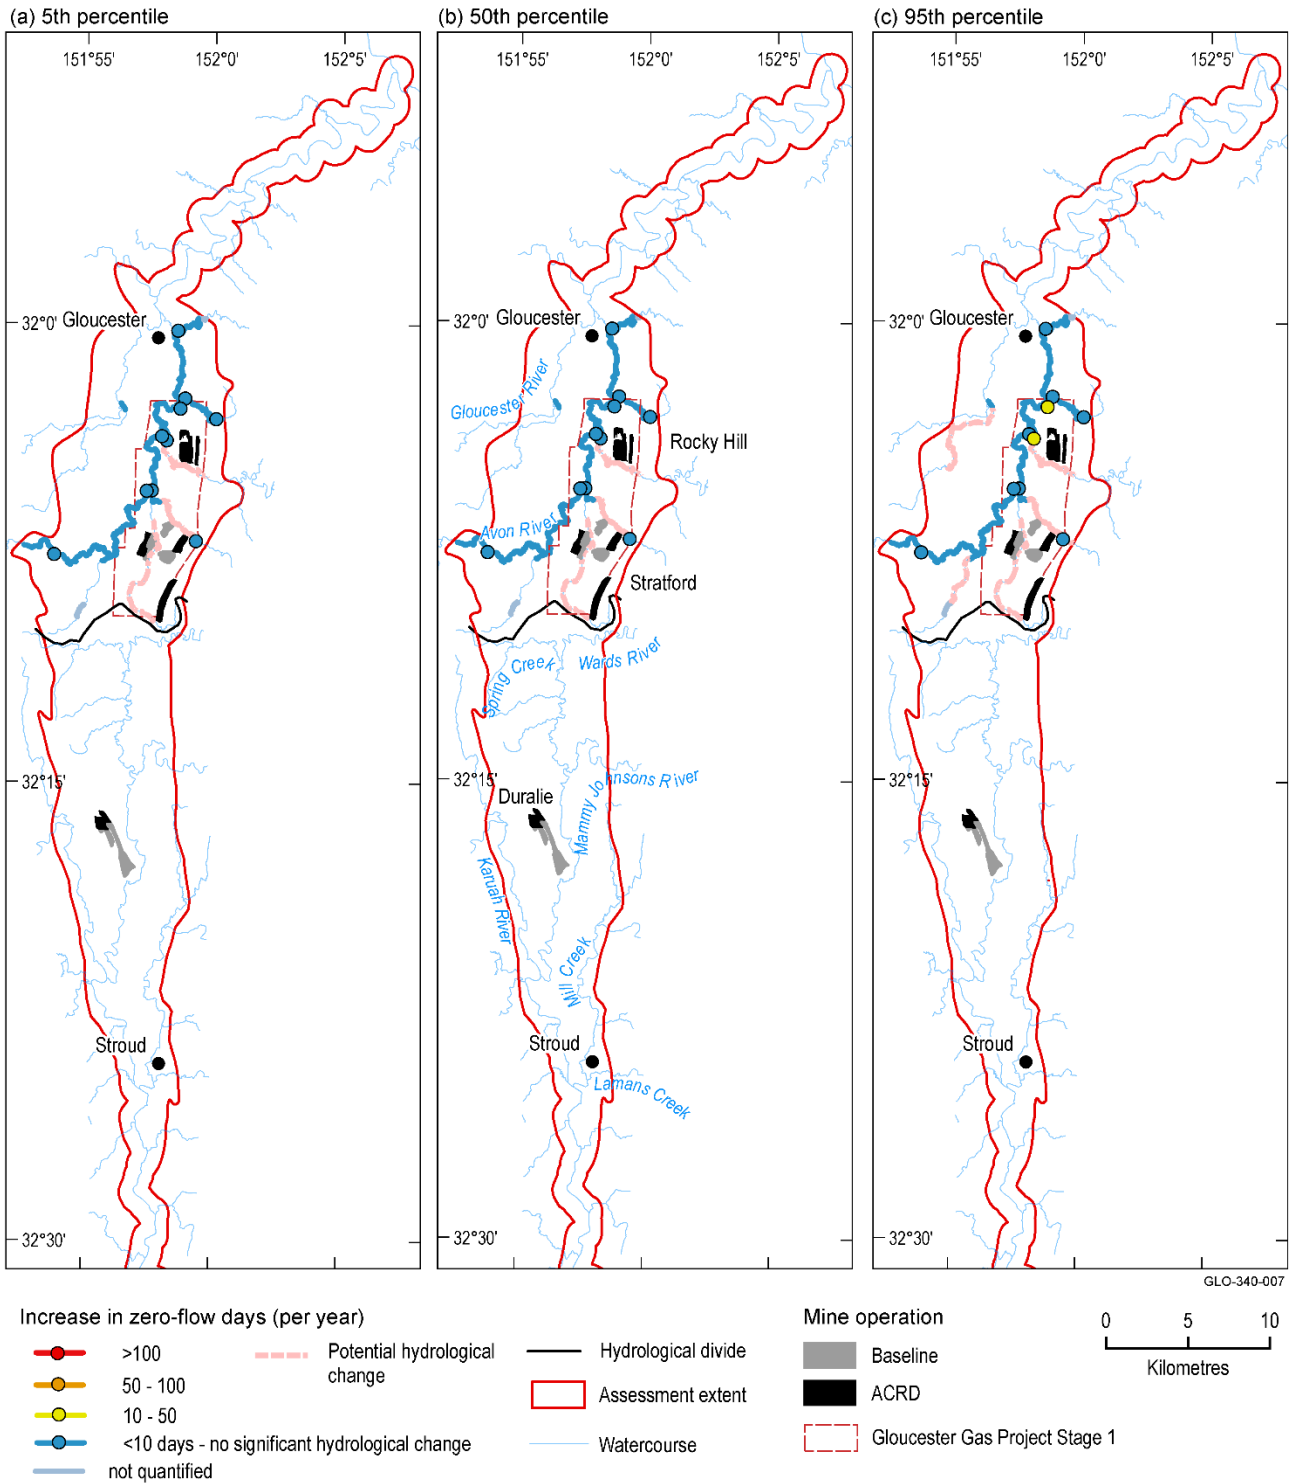 (a) 5th percentile
(b) 50th percentile
(c) 95th percentile
151°55' 152°0' 152°5'
151°55' 152°0' 152°5'
151°55' 152°0' 152°5'
32°0' Gloucester
32°0' Gloucester
32°0' Gloucester
Gloucester River
Rocky Hill
Avon River
Stratford
Spring Creek
Wards River
32°15'
32°15'
32°15'
Mammy Johnsons River
Duralie
Karuah River
Mill Creek
Stroud
Stroud
Stroud
Lamans Creek
32°30'
32°30'
32°30'
GLO-340-007
Increase in zero-flow days (per year)
>100
50 - 100
10 - 50
<10 days - no significant hydrological change
not quantified
Potential hydrological
change
Hydrological divide
Assessment extent
Watercourse
Mine operation
Baseline
ACRD
Gloucester Gas Project Stage 1
0 5 10
Kilometres